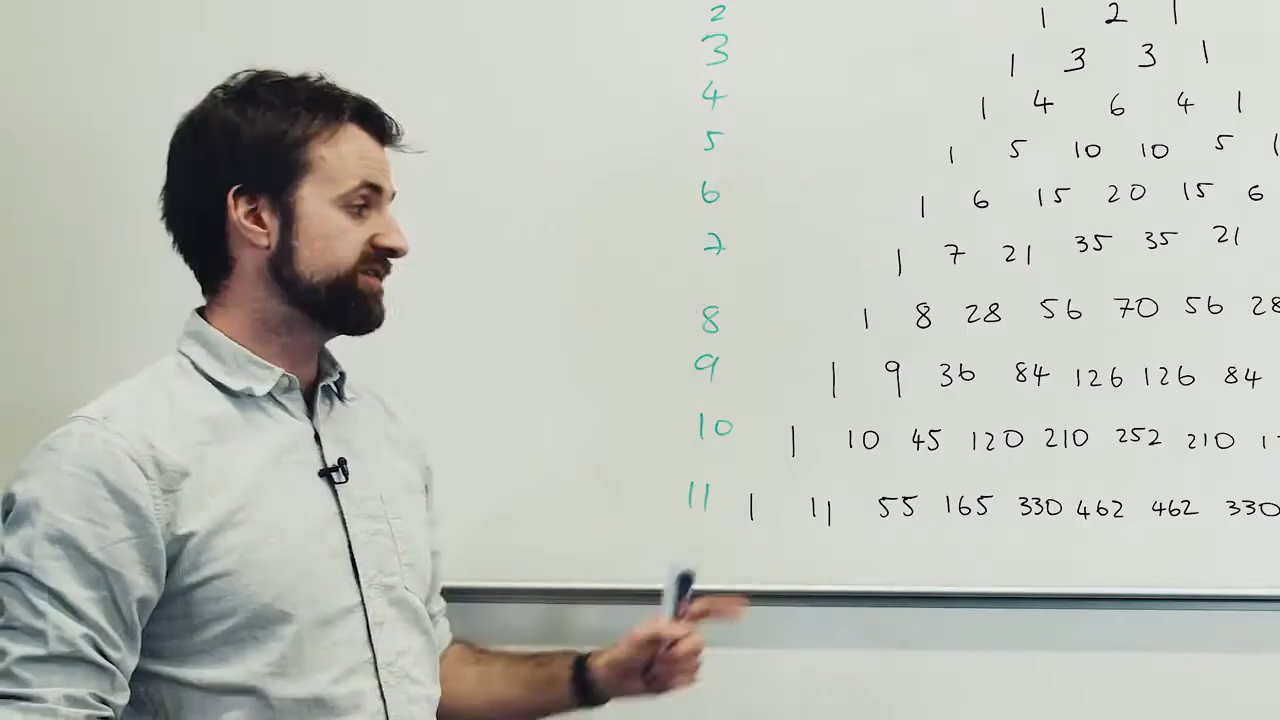 2 1 2 1
3 1 3 3 1
4 1 4 6 4 1
5 1 5 10 10 5 1
6 1 6 15 20 15 6
7 1 7 21 35 35 21
8 1 8 28 56 70 56 28
9 1 9 36 84 126 126 84
10 1 10 45 120 210 252 210
11 1 11 55 165 330 462 462 330